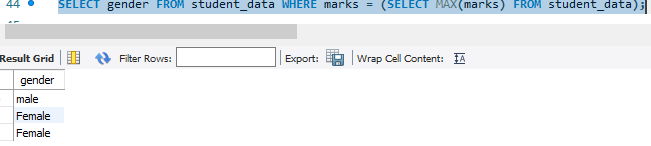 44 SELECT gender FROM student_data WHERE marks = (SELECT MAX(marks) FROM student_data);
45
Result Grid Filter Rows: Export: Wrap Cell Content: IA
gender
male
Female
Female